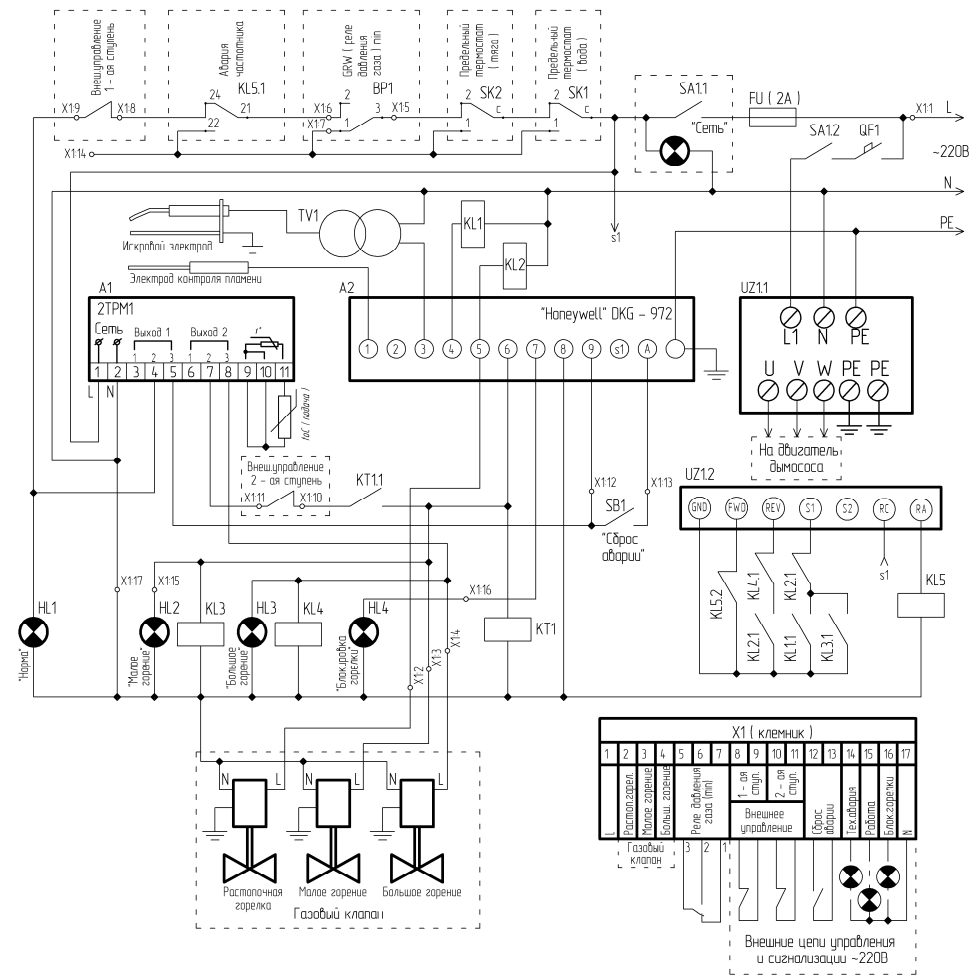 Внеш.управление
1 - ая ступень
Авария
частотника
GRW ( реле
давления
газа ) min
Предельный
термостат
( тяга )
Предельный
термостат
( вода )
X1:9
X1:8
24
KL5.1
21
22
X1:6
X1:7
2
BP1
3
1
X1:5
2
SK2
c
1
2
SK1
c
1
SA1.1
"Сеть"
FU ( 2A )
X1:1
L
SA1.2
QF1
~220В
X1:14
N
PE
s1
TV1
KL1
KL2
Искровой электрод
Электрод контроля пламени
A1
2ТРМ1
Сеть
Выход 1
Выход 2
t°
1 2 3 1 2 3
1 2 3 4 5 6 7 8 9 10 11
L N
A2
"Honeywell" DKG - 972
1 2 3 4 5 6 7 8 9 s1 A
UZ1.1
L1 N PE
U V W PE PE
На двигатель
дымососа
Внеш.управление
2 - ая ступень
X1:11
X1:10
KT1.1
X1:12
X1:13
SB1
"Сброс
аварии"
UZ1.2
GND FWD REV S1 S2 RC RA
s1
KL5
KL5.2
KL4.1
KL2.1
KL2.1
KL1.1
KL3.1
X1:17
X1:15
X1:16
HL1
"Норма"
HL2
"Малое
горение"
KL3
HL3
"Большое
горение"
KL4
HL4
"Блокировка
горелки"
X1:2
X1:3
X1:4
KT1
N L N L N L
Растопочная
горелка
Малое горение
Большое горение
Газовый клапан
X1 ( клемник )
1 2 3 4 5 6 7 8 9 10 11 12 13 14 15 16 17
L
Растоп.горел.
Малое горение
Больш. горение
Реле давления
газа (min)
1 - ая
ступ.
2 - ая
ступ.
Внешнее
управление
Сброс
аварии
Тех.авария
Работа
Блок.горелки
N
Газовый
клапан
3 2 1
Внешние цепи управления
и сигнализации ~220В